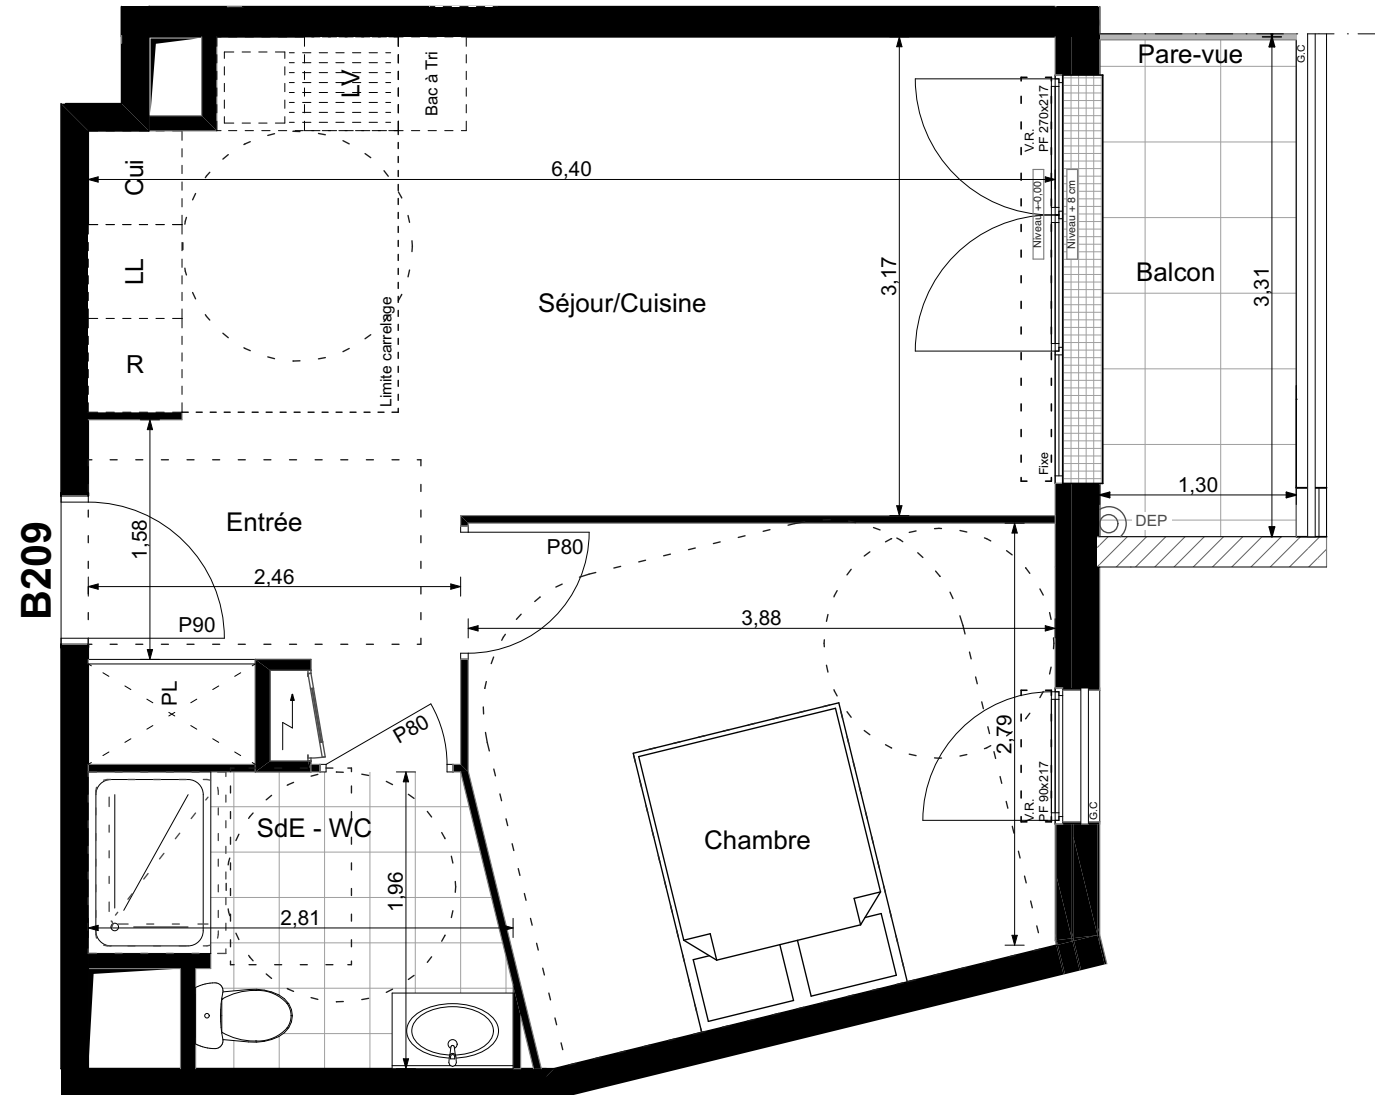 Pare-vue
G.C
LV
Bac à Tri
V.R.
PF 270x217
Cui
6,40
Niveau +-0,00
Niveau + 8 cm
LL
3,17
Balcon
3,31
Séjour/Cuisine
Limite carrelage
R
Fixe
1,30
B209
Entrée
DEP
1,58
P80
2,46
P90
3,88
x PL
P80
2,79
V.R.
PF 90x217
G.C
SdE - WC
Chambre
1,96
2,81